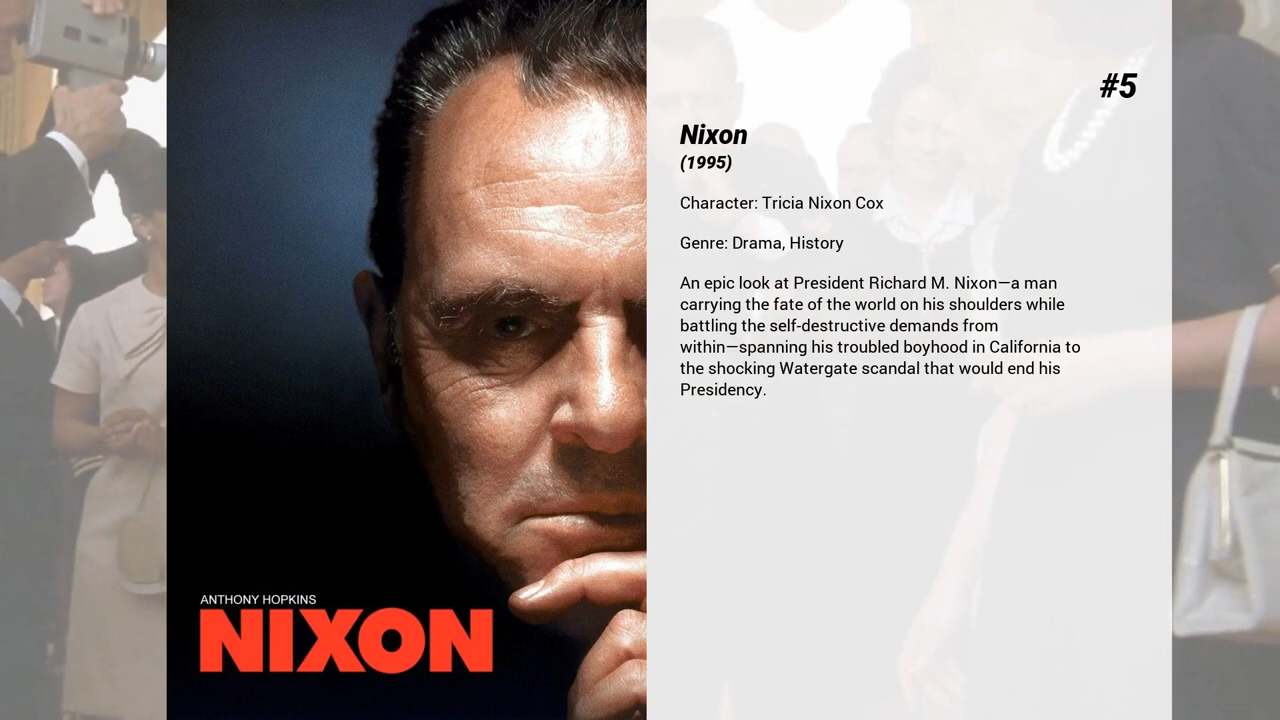 #5
Nixon
(1995)
Character: Tricia Nixon Cox
Genre: Drama, History
An epic look at President Richard M. Nixon—a man
carrying the fate of the world on his shoulders while
battling the self-destructive demands from
within—spanning his troubled boyhood in California to
the shocking Watergate scandal that would end his
Presidency.
ANTHONY HOPKINS
NIXON